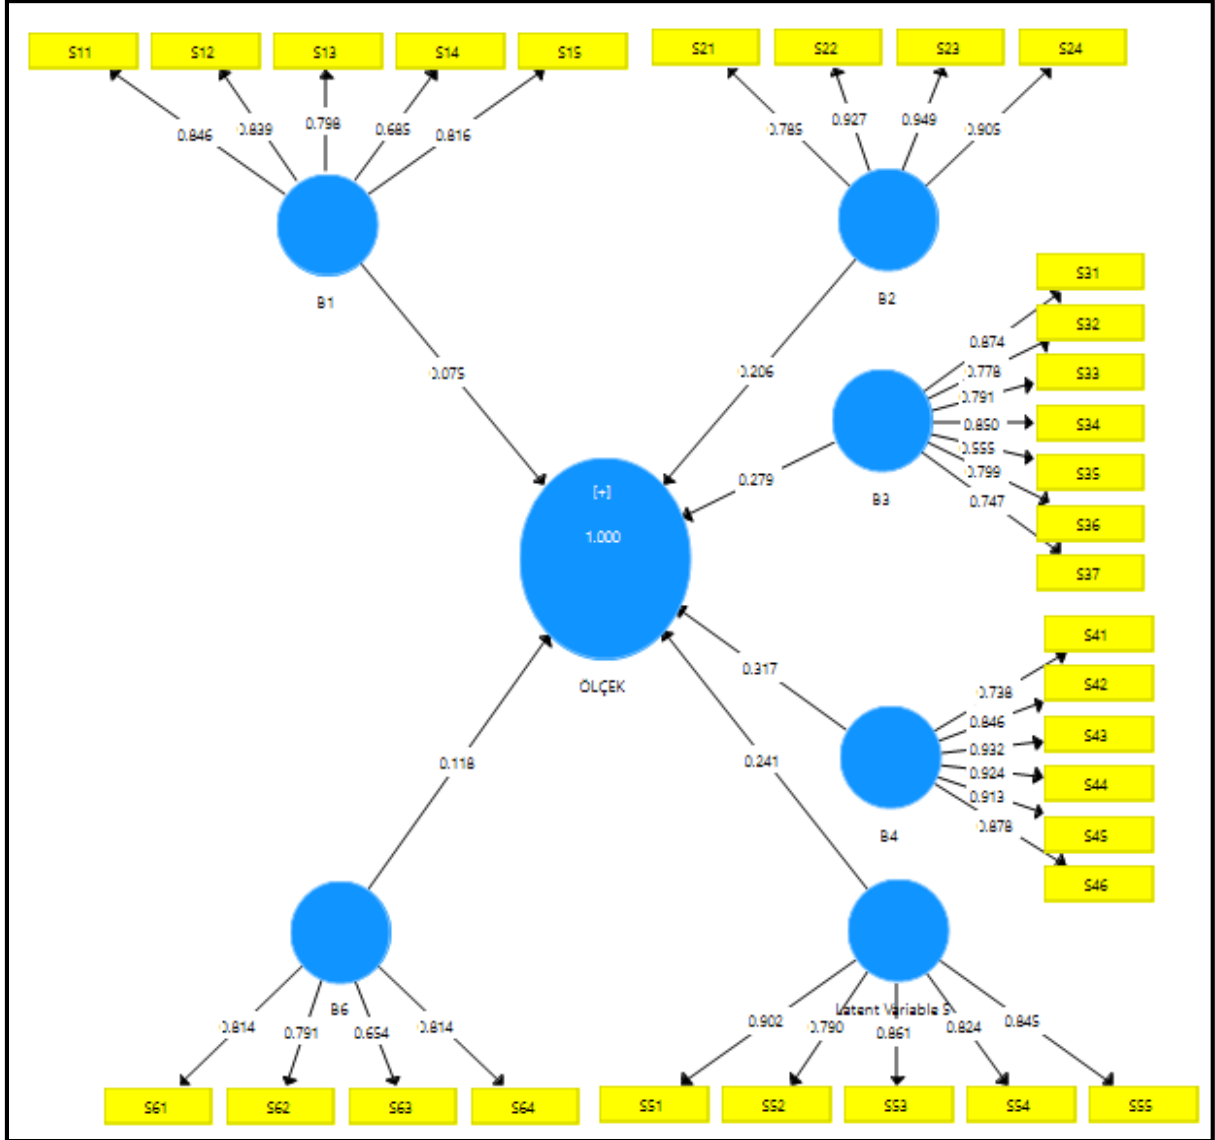 S11 S12 S13 S14 S15
0.846 0.839 0.798 0.685 0.816
B1
S21 S22 S23 S24
0.785 0.927 0.949 0.905
B2
S31
S32
S33
S34
S35
S36
S37
0.874
0.778
0.791
0.850
0.555
0.799
0.747
B3
0.075
0.206
0.279
[+]
1.000
ÖLÇEK
0.317
0.241
0.118
S41
S42
S43
S44
S45
S46
0.738
0.846
0.932
0.924
0.913
0.878
B4
B6
0.814 0.791 0.654 0.814
S61 S62 S63 S64
Latent Variable 5
0.902 0.790 0.861 0.824 0.845
S51 S52 S53 S54 S55